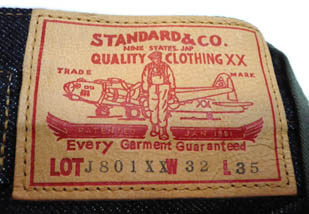 STANDARD & CO.
NINE STATES, JAP
QUALITY CLOTHING XX
TRADE MARK
PATENTED JAN 1951
Every Garment Guaranteed
LOT J801XX W 32 L 35